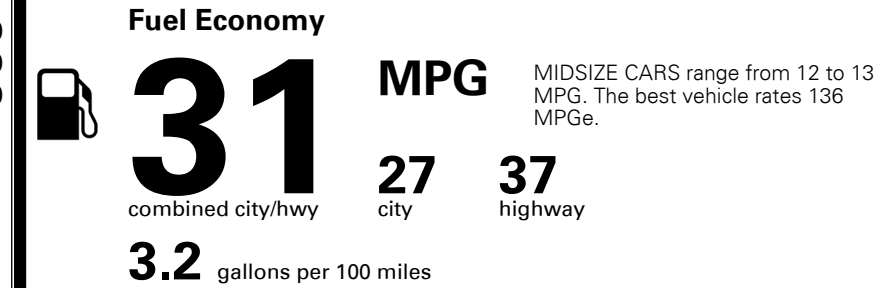 Fuel Economy
31 MPG
MIDSIZE CARS range from 12 to 13
MPG. The best vehicle rates 136
MPGe.
27 37
combined city/hwy city highway
3.2 gallons per 100 miles